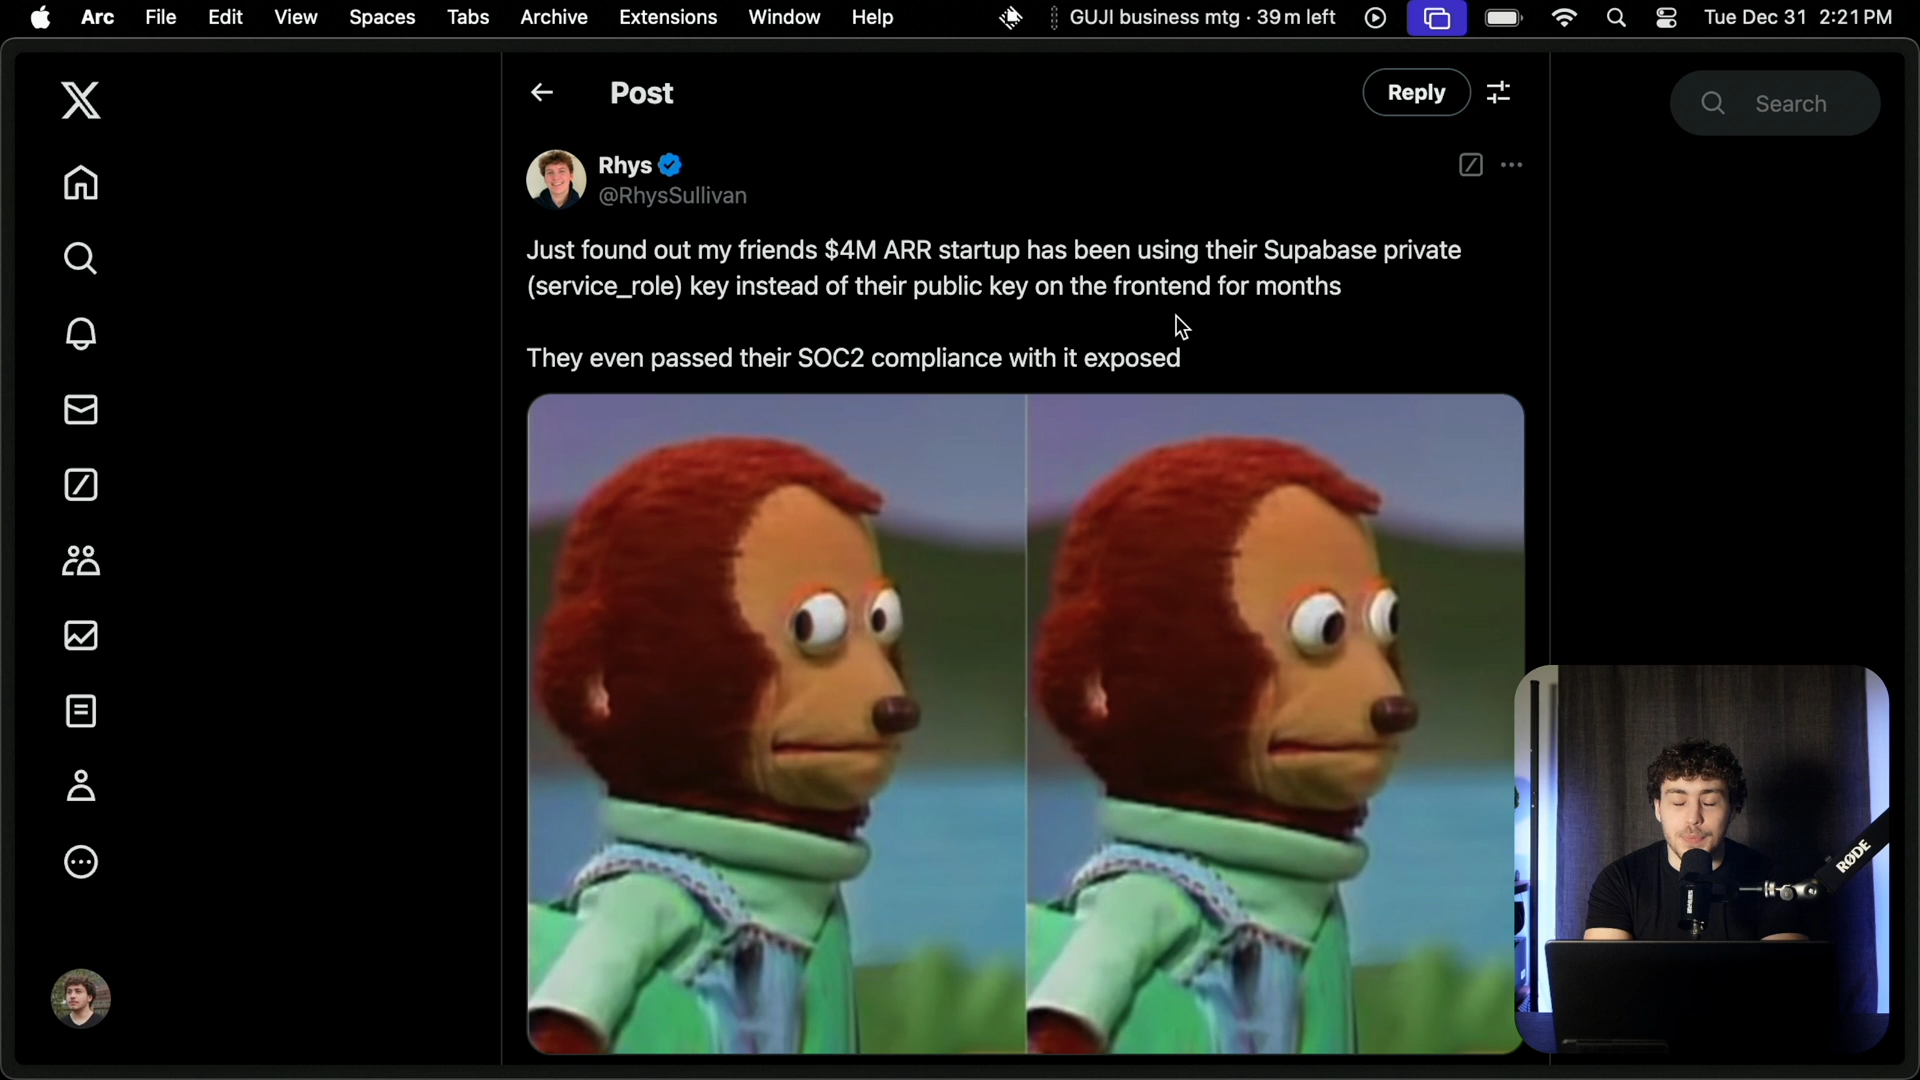 Arc File Edit View Spaces Tabs Archive Extensions Window Help GUJI business mtg · 39 m left Tue Dec 31 2:21 PM
Post
Reply
Search
Rhys
@RhysSullivan
Just found out my friends $4M ARR startup has been using their Supabase private
(service_role) key instead of their public key on the frontend for months
They even passed their SOC2 compliance with it exposed
RØDE